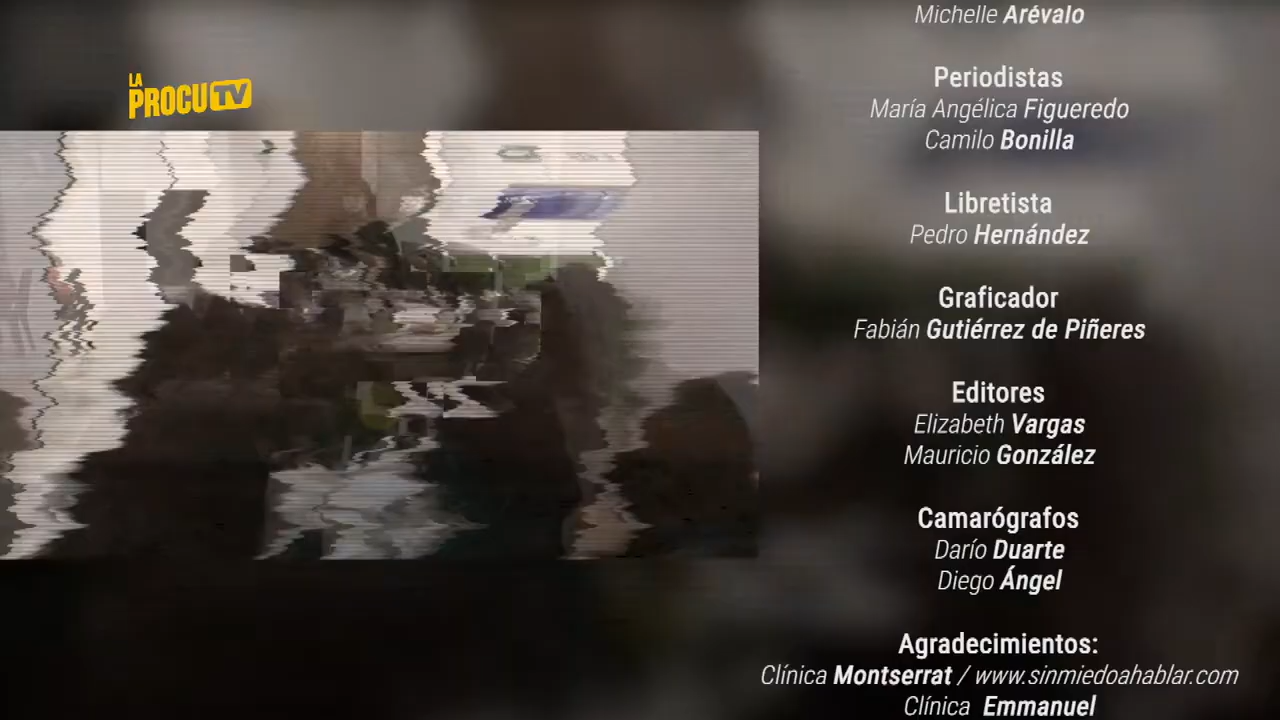 LA
PROCU TV
Michelle Arévalo
Periodistas
María Angélica Figueredo
Camilo Bonilla
Libretista
Pedro Hernández
Graficador
Fabián Gutiérrez de Piñeres
Editores
Elizabeth Vargas
Mauricio González
Camarógrafos
Darío Duarte
Diego Ángel
Agradecimientos:
Clínica Montserrat / www.sinmiedoahablar.com
Clínica Emmanuel